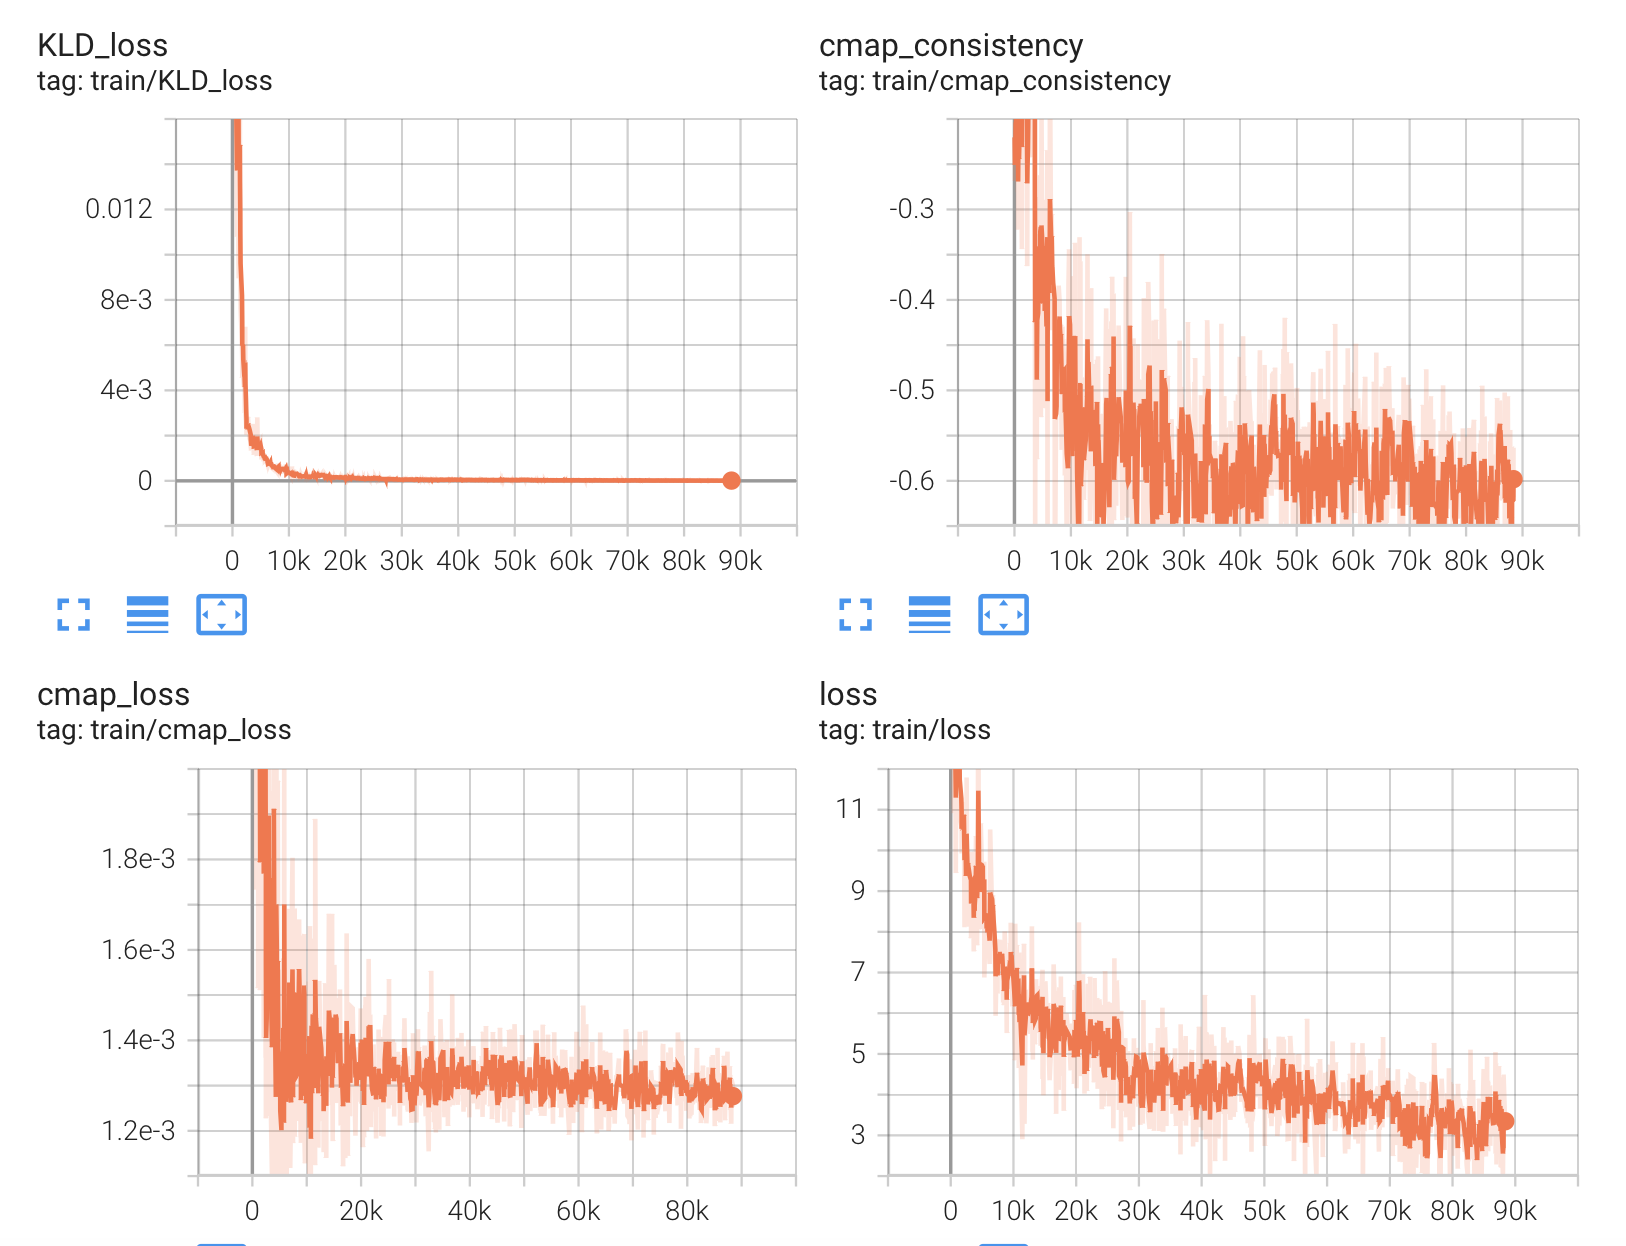 KLD_loss
tag: train/KLD_loss
0.012
8e-3
4e-3
0
0 10k 20k 30k 40k 50k 60k 70k 80k 90k
cmap_consistency
tag: train/cmap_consistency
-0.3
-0.4
-0.5
-0.6
0 10k 20k 30k 40k 50k 60k 70k 80k 90k
cmap_loss
tag: train/cmap_loss
1.8e-3
1.6e-3
1.4e-3
1.2e-3
0 20k 40k 60k 80k
loss
tag: train/loss
11
9
7
5
3
0 10k 20k 30k 40k 50k 60k 70k 80k 90k